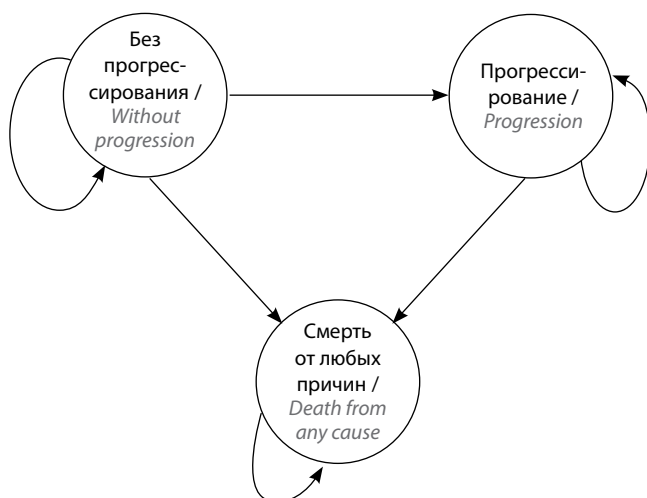 Без
прогрес-
сирования /
Without
progression
Прогресси-
рование /
Progression
Смерть
от любых
причин /
Death from
any cause